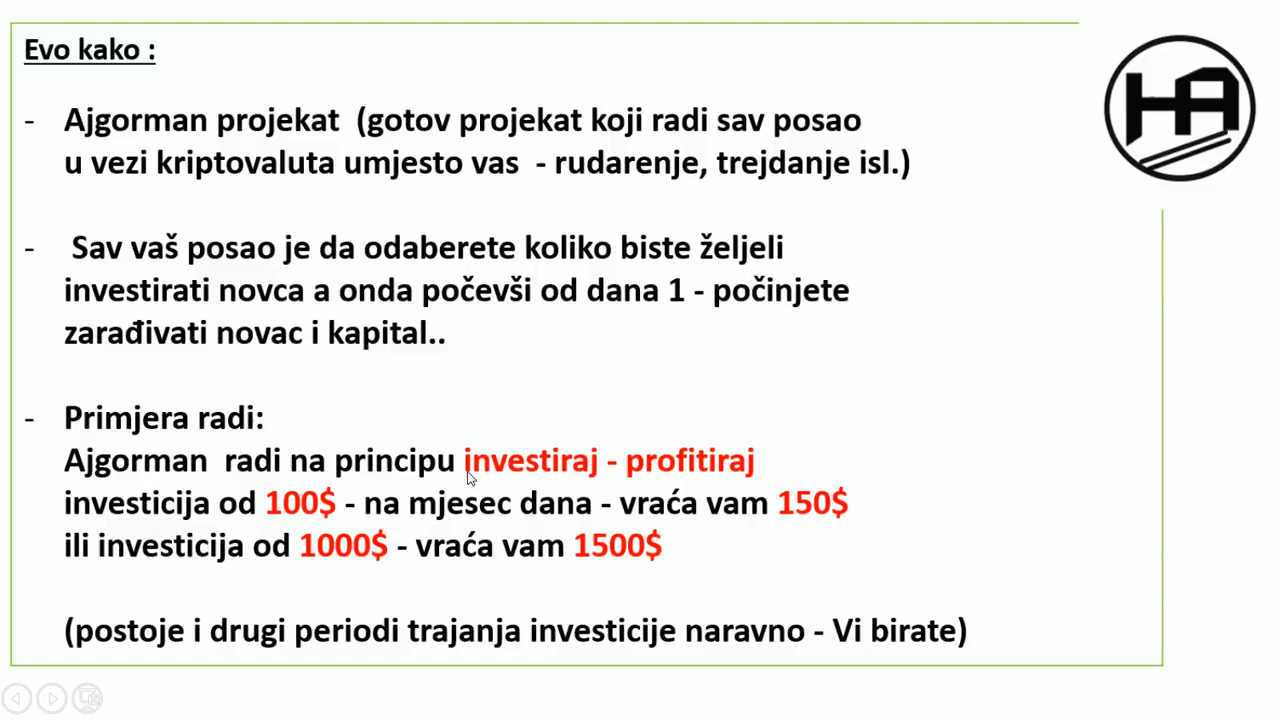 Evo kako :
- Ajgorman projekat (gotov projekat koji radi sav posao
u vezi kriptovaluta umjesto vas - rudarenje, trejdanje isl.)
- Sav vaš posao je da odaberete koliko biste željeli
investirati novca a onda počevši od dana 1 - počinjete
zarađivati novac i kapital..
- Primjera radi:
Ajgorman radi na principu investiraj - profitiraj
investicija od 100$ - na mjesec dana - vraća vam 150$
ili investicija od 1000$ - vraća vam 1500$
(postoje i drugi periodi trajanja investicije naravno - Vi birate)
HA